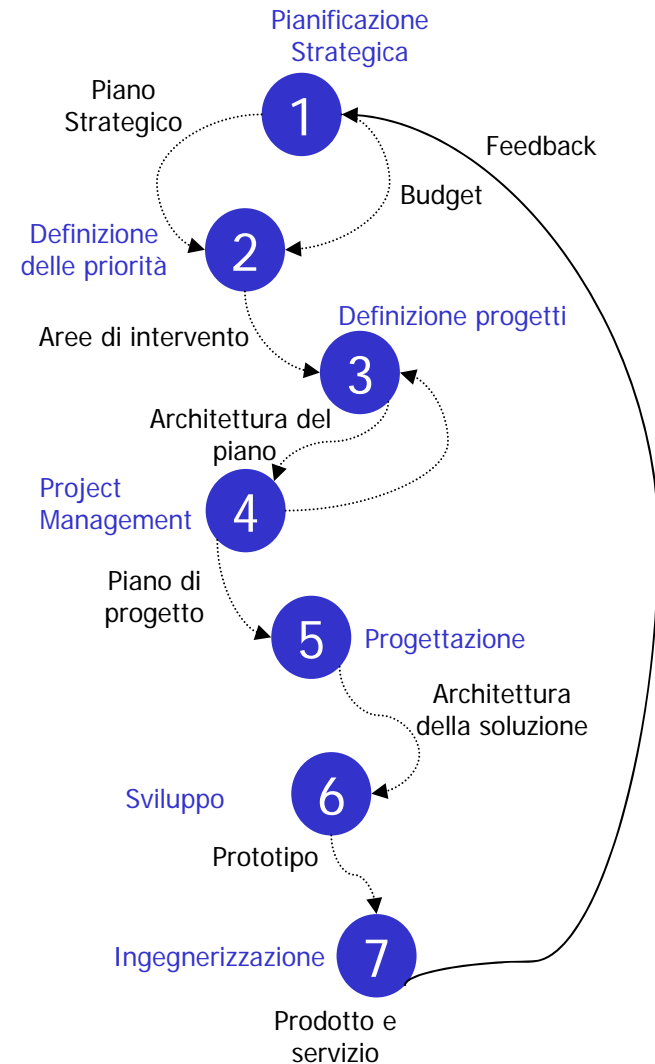 Pianificazione
Strategica
Piano
Strategico
1
Feedback
Budget
Definizione
delle priorità
2
Definizione progetti
Aree di intervento
3
Architettura del
piano
Project
Management
4
Piano di
progetto
5
Progettazione
Architettura
della soluzione
Sviluppo
6
Prototipo
Ingegnerizzazione
7
Prodotto e
servizio